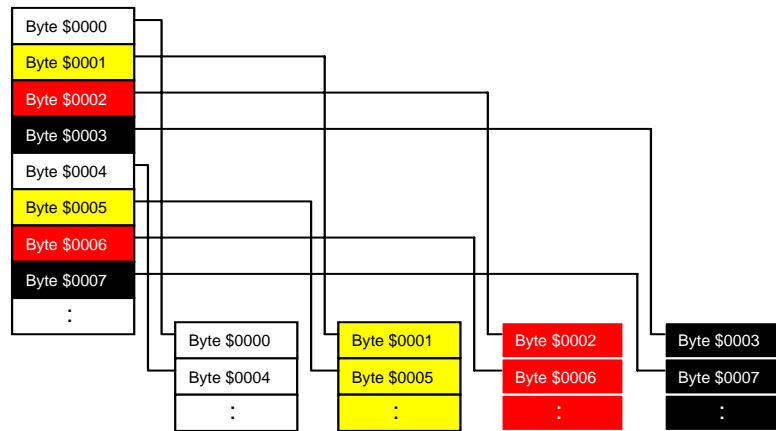 Byte $0000
Byte $0001
Byte $0002
Byte $0003
Byte $0004
Byte $0005
Byte $0006
Byte $0007
:
Byte $0000
Byte $0004
:
Byte $0001
Byte $0005
:
Byte $0002
Byte $0006
:
Byte $0003
Byte $0007
: